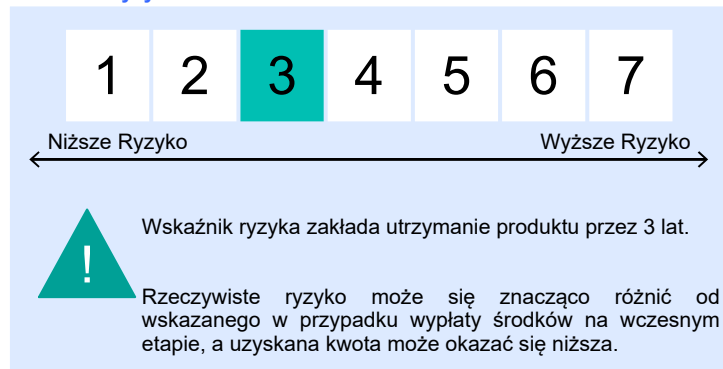 1 2 3 4 5 6 7
Niższe Ryzyko Wyższe Ryzyko
Wskaźnik ryzyka zakłada utrzymanie produktu przez 3 lat.
!
Rzeczywiste ryzyko może się znacząco różnić od
wskazanego w przypadku wypłaty środków na wczesnym
etapie, a uzyskana kwota może okazać się niższa.